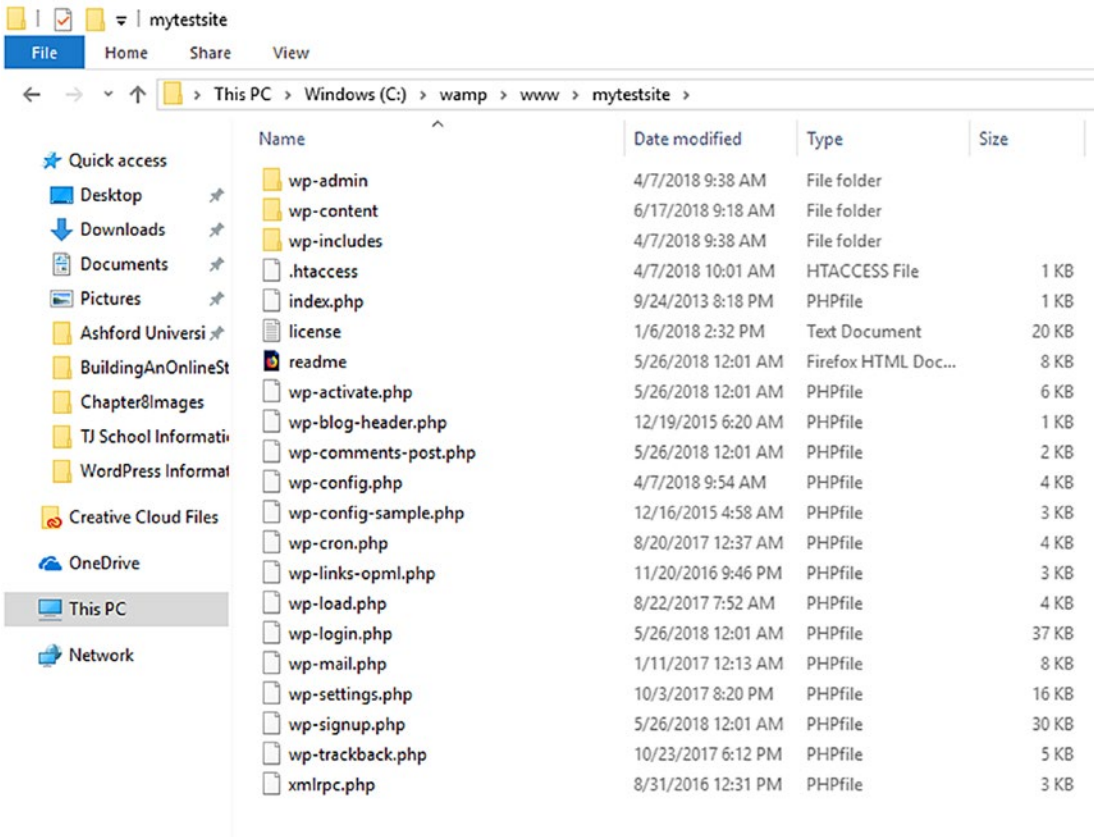 mytestsite
File Home Share View
This PC > Windows (C:) > wamp > www > mytestsite >
Name Date modified Type Size
Quick access
Desktop
Downloads
Documents
Pictures
Ashford Universi
BuildingAnOnlineSt
Chapter8Images
TJ School Informati
WordPress Informat
Creative Cloud Files
OneDrive
This PC
Network
wp-admin 4/7/2018 9:38 AM File folder
wp-content 6/17/2018 9:18 AM File folder
wp-includes 4/7/2018 9:38 AM File folder
.htaccess 4/7/2018 10:01 AM HTACCESS File 1 KB
index.php 9/24/2013 8:18 PM PHPfile 1 KB
license 1/6/2018 2:32 PM Text Document 20 KB
readme 5/26/2018 12:01 AM Firefox HTML Doc... 8 KB
wp-activate.php 5/26/2018 12:01 AM PHPfile 6 KB
wp-blog-header.php 12/19/2015 6:20 AM PHPfile 1 KB
wp-comments-post.php 5/26/2018 12:01 AM PHPfile 2 KB
wp-config.php 4/7/2018 9:54 AM PHPfile 4 KB
wp-config-sample.php 12/16/2015 4:58 AM PHPfile 3 KB
wp-cron.php 8/20/2017 12:37 AM PHPfile 4 KB
wp-links-opml.php 11/20/2016 9:46 PM PHPfile 3 KB
wp-load.php 8/22/2017 7:52 AM PHPfile 4 KB
wp-login.php 5/26/2018 12:01 AM PHPfile 37 KB
wp-mail.php 1/11/2017 12:13 AM PHPfile 8 KB
wp-settings.php 10/3/2017 8:20 PM PHPfile 16 KB
wp-signup.php 5/26/2018 12:01 AM PHPfile 30 KB
wp-trackback.php 10/23/2017 6:12 PM PHPfile 5 KB
xmlrpc.php 8/31/2016 12:31 PM PHPfile 3 KB